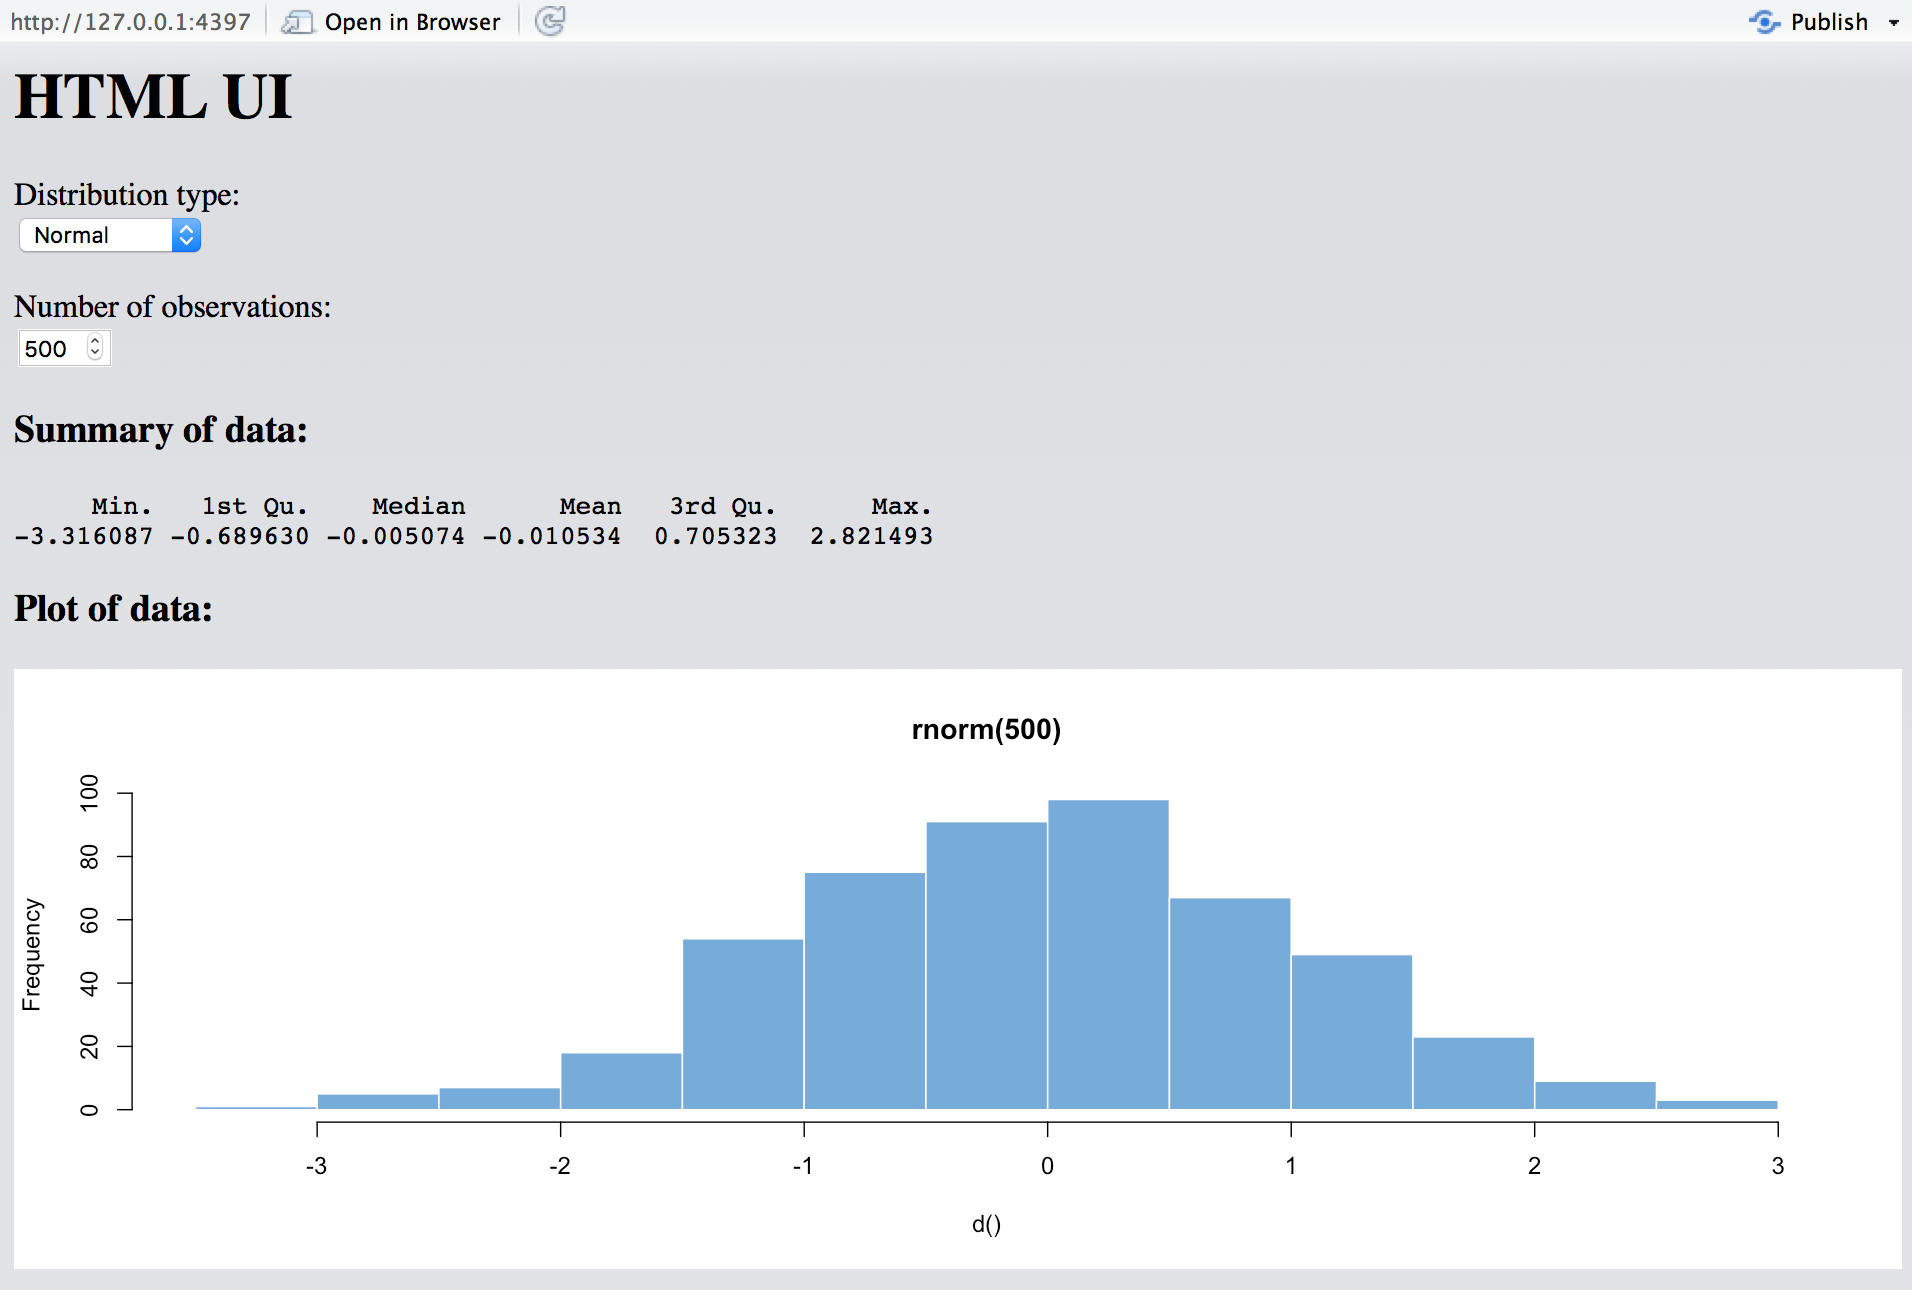 http://127.0.0.1:4397 Open in Browser Publish
HTML UI
Distribution type:
Normal
Number of observations:
500
Summary of data:
Min. 1st Qu. Median Mean 3rd Qu. Max.
-3.316087 -0.689630 -0.005074 -0.010534 0.705323 2.821493
Plot of data:
rnorm(500)
Frequency
100
80
60
40
20
0
-3 -2 -1 0 1 2 3
d()